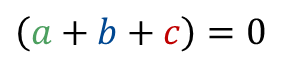 (a + b + c) = 0